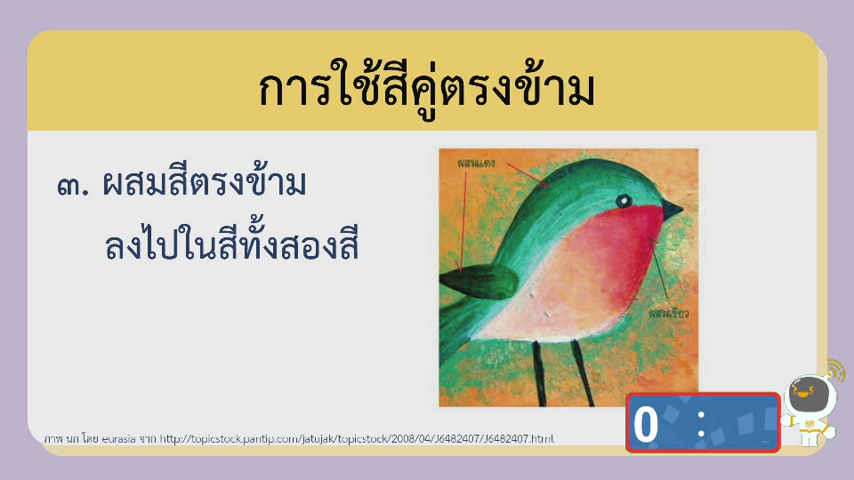 การใช้สีคู่ตรงข้าม
๓. ผสมสีตรงข้าม
ลงไปในสีทั้งสองสี
ผสมแดง
ผสมเขียว
ภาพ นก โดย eurasia จาก http://topicstock.pantip.com/jatujak/topicstock/2008/04/J6482407/J6482407.html
0 :